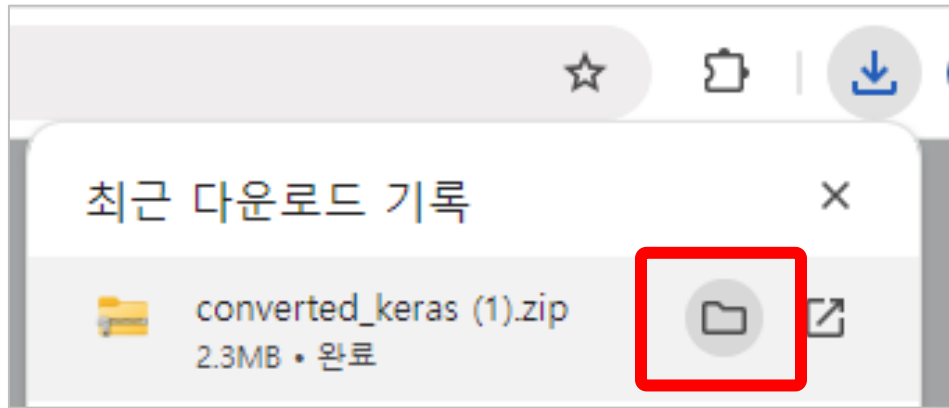 최근 다운로드 기록
converted_keras (1).zip
2.3MB • 완료